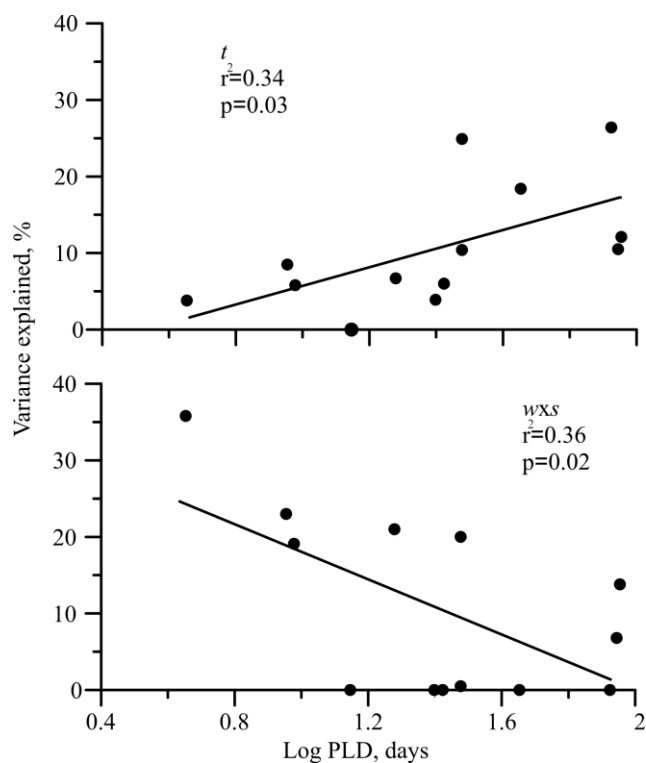 40
t
r²=0.34
30
p=0.03
20
10
0
Variance explained, %
40
wxs
r²=0.36
30
p=0.02
20
10
0
0.4 0.8 1.2 1.6 2
Log PLD, days